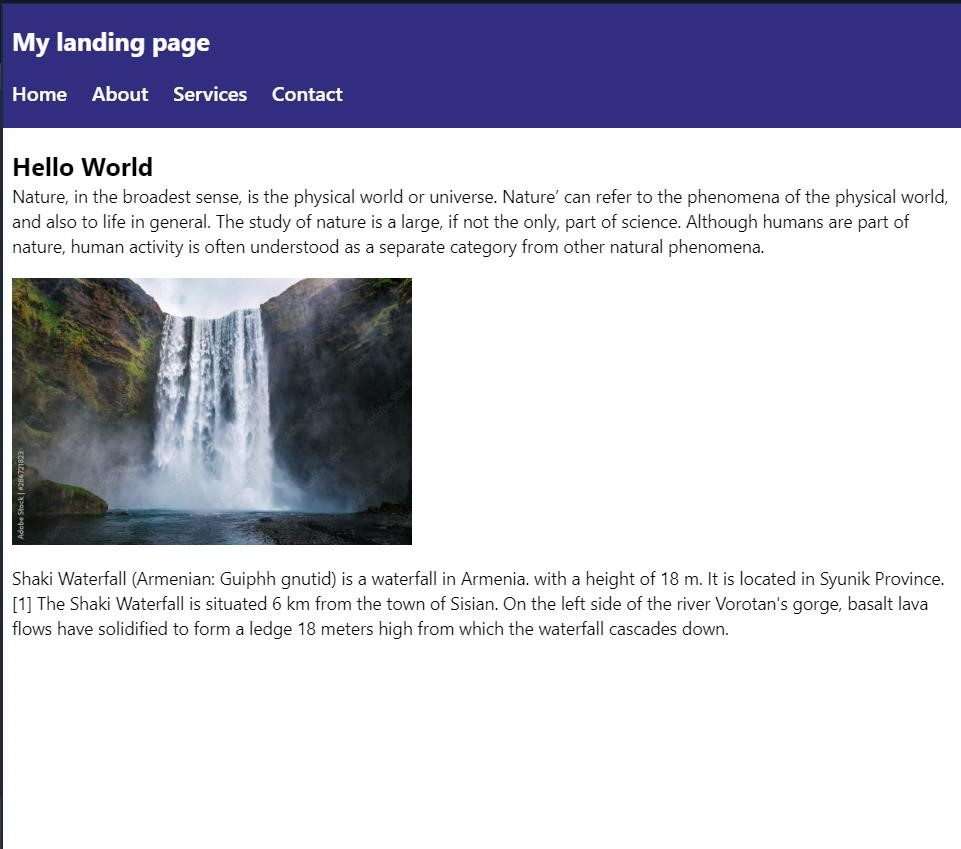 My landing page
Home About Services Contact
Hello World
Nature, in the broadest sense, is the physical world or universe. Nature’ can refer to the phenomena of the physical world,
and also to life in general. The study of nature is a large, if not the only, part of science. Although humans are part of
nature, human activity is often understood as a separate category from other natural phenomena.
Adobe Stock | #286721823
Shaki Waterfall (Armenian: Guiphh gnutid) is a waterfall in Armenia. with a height of 18 m. It is located in Syunik Province.
[1] The Shaki Waterfall is situated 6 km from the town of Sisian. On the left side of the river Vorotan's gorge, basalt lava
flows have solidified to form a ledge 18 meters high from which the waterfall cascades down.